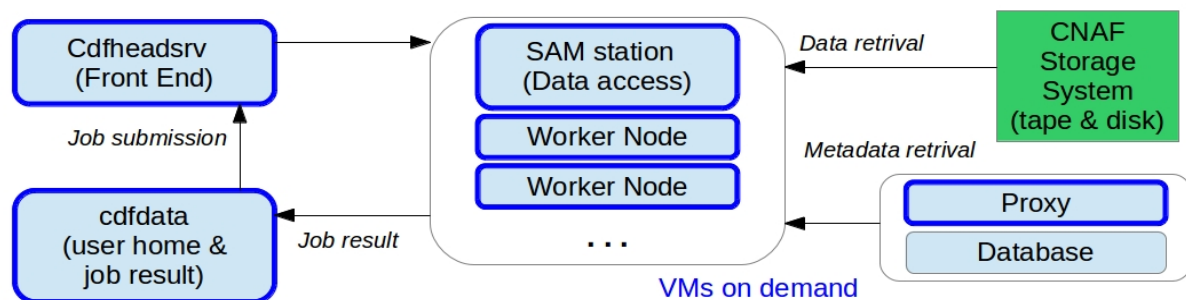 Cdfheadsrv
(Front End)
Job submission
cdfdata
(user home &
job result)
Job result
SAM station
(Data access)
Worker Node
Worker Node
...
VMs on demand
Data retrival
CNAF
Storage
System
(tape & disk)
Metadata retrival
Proxy
Database